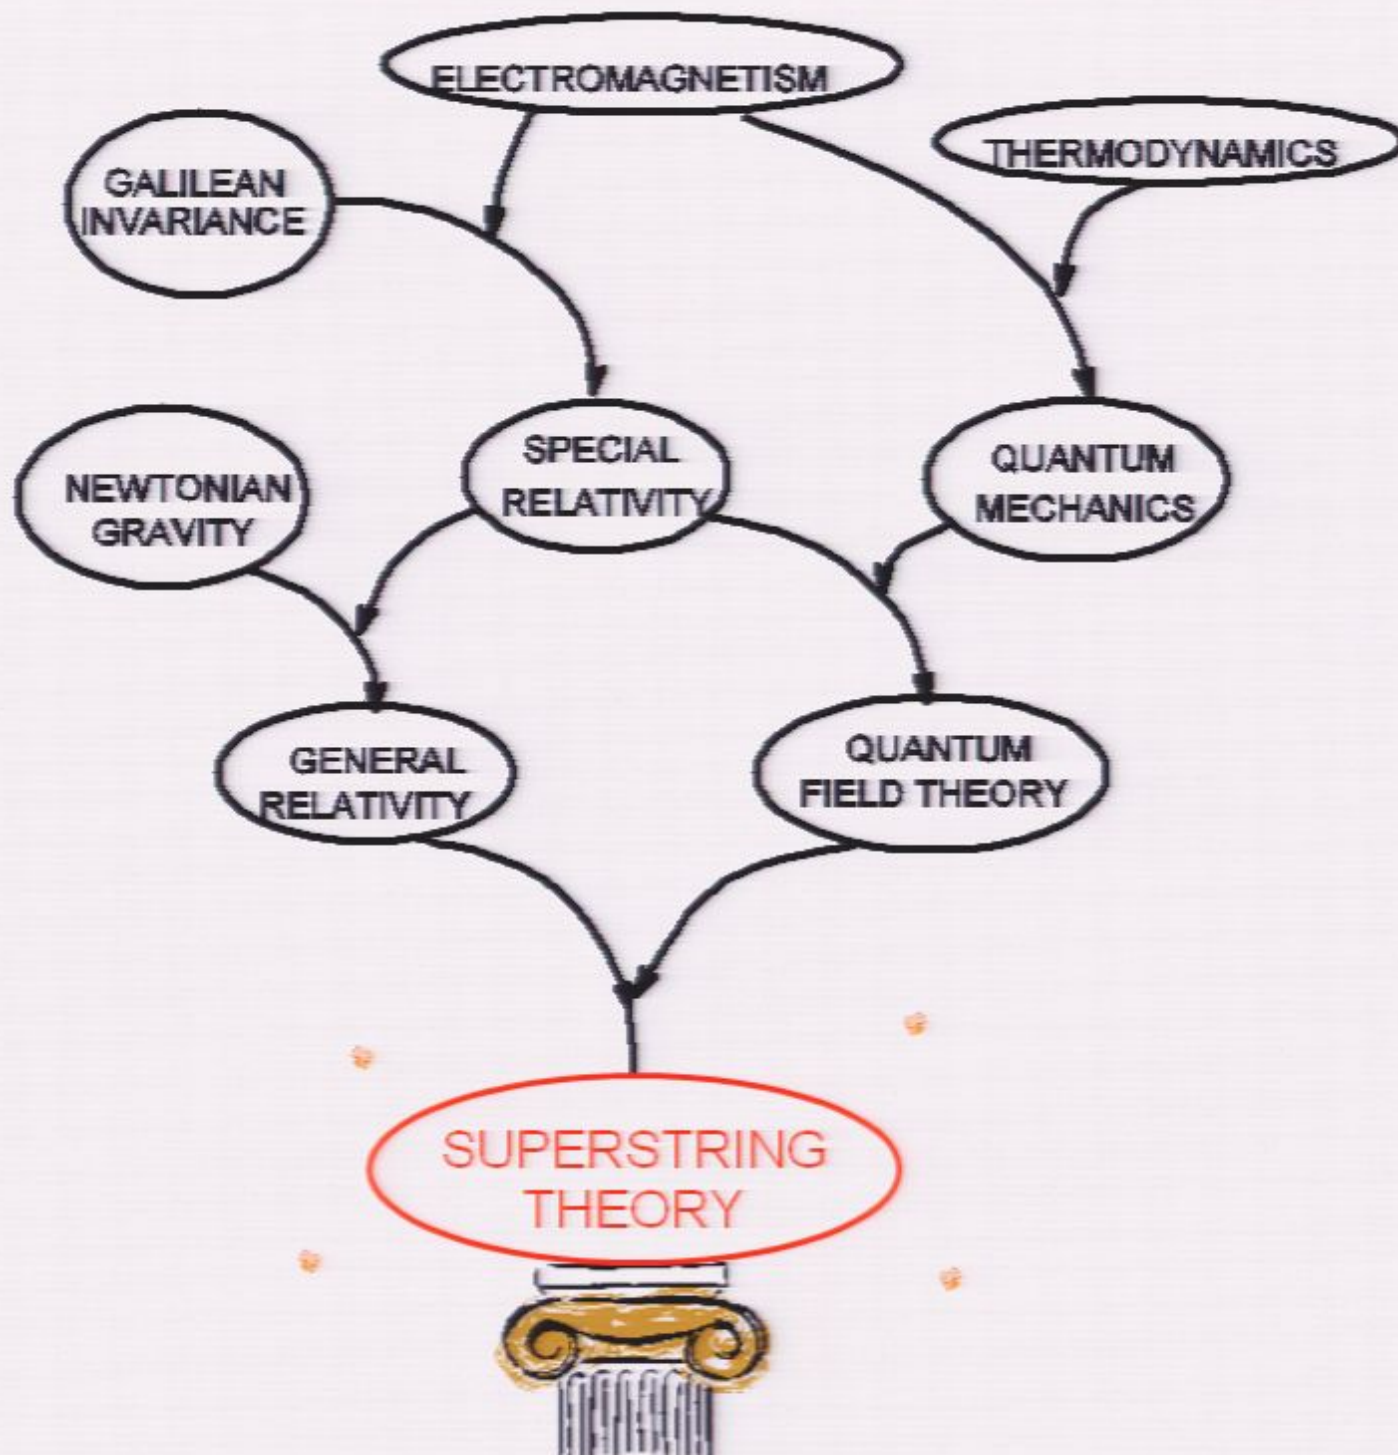 ELECTROMAGNETISM
THERMODYNAMICS
GALILEAN
INVARIANCE
SPECIAL
RELATIVITY
QUANTUM
MECHANICS
NEWTONIAN
GRAVITY
GENERAL
RELATIVITY
QUANTUM
FIELD THEORY
SUPERSTRING
THEORY